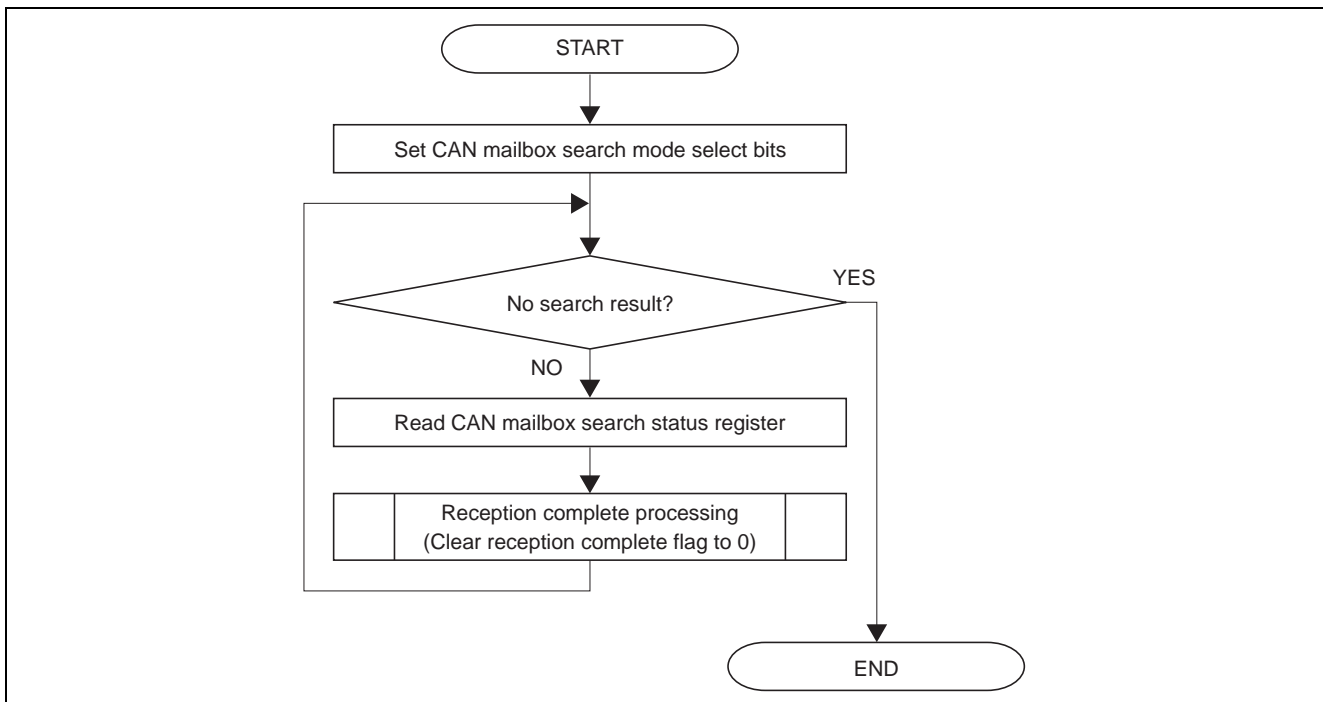 START
Set CAN mailbox search mode select bits
YES
No search result?
NO
Read CAN mailbox search status register
Reception complete processing
(Clear reception complete flag to 0)
END